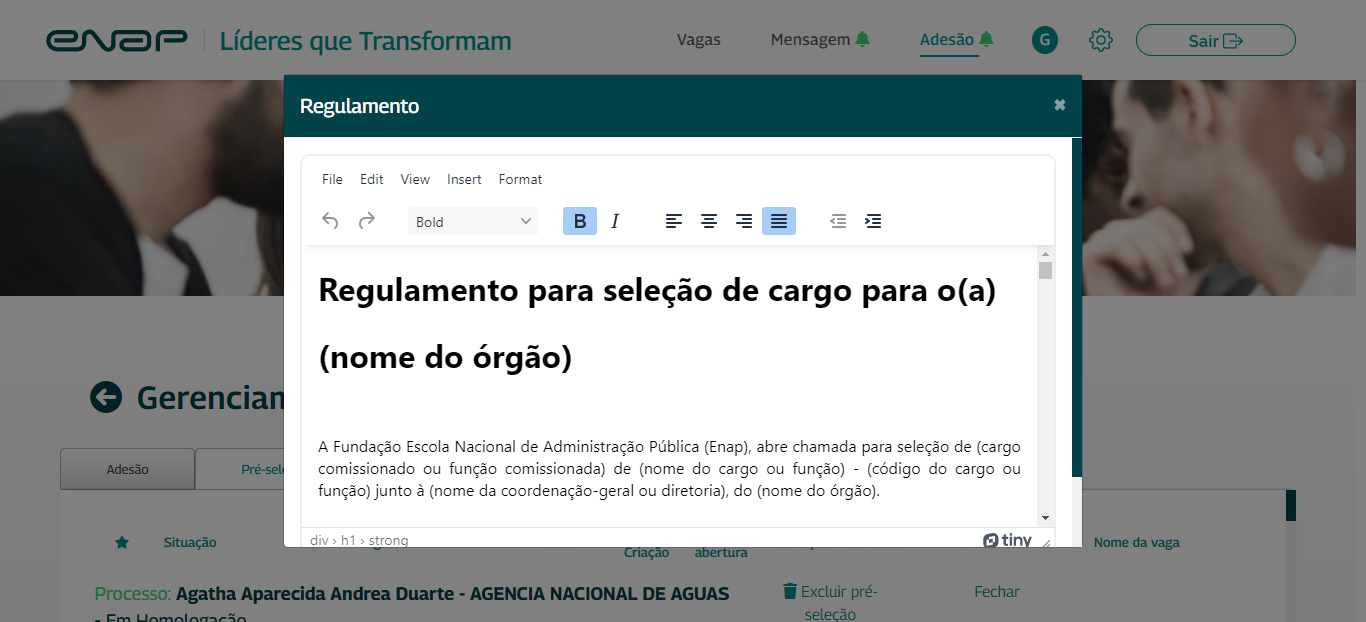 enap
Líderes que Transformam
Vagas
Mensagem
Adesão
G
Sair
Regulamento
File Edit View Insert Format
Bold
B I
Regulamento para seleção de cargo para o(a)
(nome do órgão)
A Fundação Escola Nacional de Administração Pública (Enap), abre chamada para seleção de (cargo
comissionado ou função comissionada) de (nome do cargo ou função) - (código do cargo ou
função) junto à (nome da coordenação-geral ou diretoria), do (nome do órgão).
div › h1 › strong
tiny
Adesão
Situação
Criação
abertura
Nome da vaga
Processo: Agatha Aparecida Andrea Duarte - AGENCIA NACIONAL DE AGUAS
- Em Homologação
Excluir pré-
seleção
Fechar